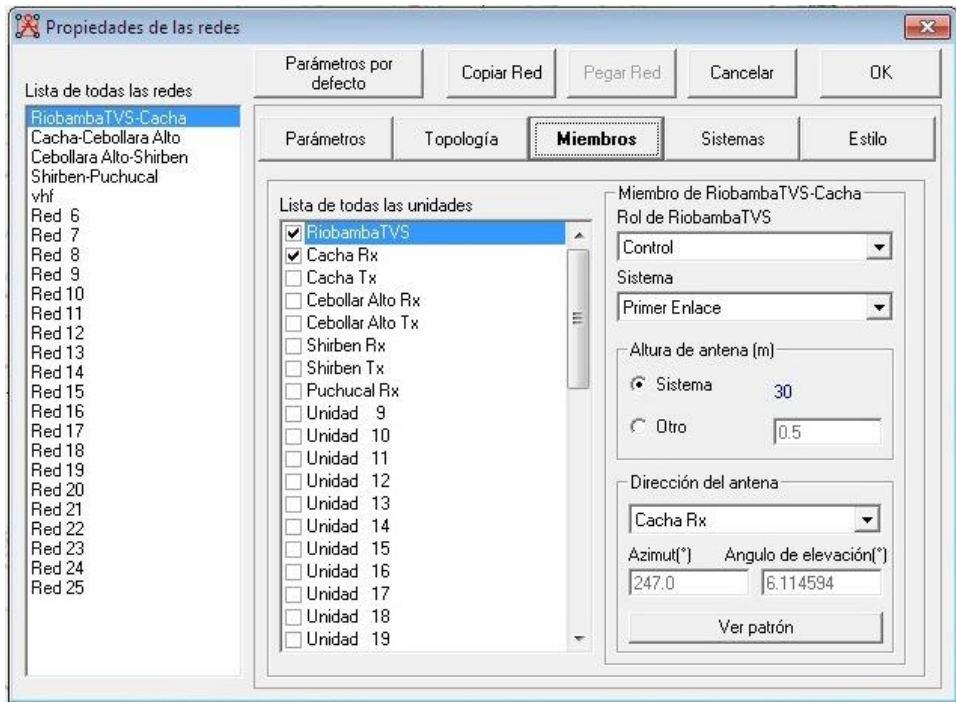 Propiedades de las redes
Parámetros por defecto
Copiar Red
Pegar Red
Cancelar
OK
Lista de todas las redes
RiobambaTVS-Cacha
Cacha-Cebollara Alto
Cebollara Alto-Shirben
Shirben-Puchucal
vhf
Red 6
Red 7
Red 8
Red 9
Red 10
Red 11
Red 12
Red 13
Red 14
Red 15
Red 16
Red 17
Red 18
Red 19
Red 20
Red 21
Red 22
Red 23
Red 24
Red 25
Parámetros
Topología
Miembros
Sistemas
Estilo
Lista de todas las unidades
RiobambaTVS
Cacha Rx
Cacha Tx
Cebollar Alto Rx
Cebollar Alto Tx
Shirben Rx
Shirben Tx
Puchucal Rx
Unidad 9
Unidad 10
Unidad 11
Unidad 12
Unidad 13
Unidad 14
Unidad 15
Unidad 16
Unidad 17
Unidad 18
Unidad 19
Miembro de RiobambaTVS-Cacha
Rol de RiobambaTVS
Control
Sistema
Primer Enlace
Altura de antena (m)
Sistema 30
Otro 0.5
Dirección del antena
Cacha Rx
Azimut(°) Angulo de elevación(°)
247.0 6.114594
Ver patrón